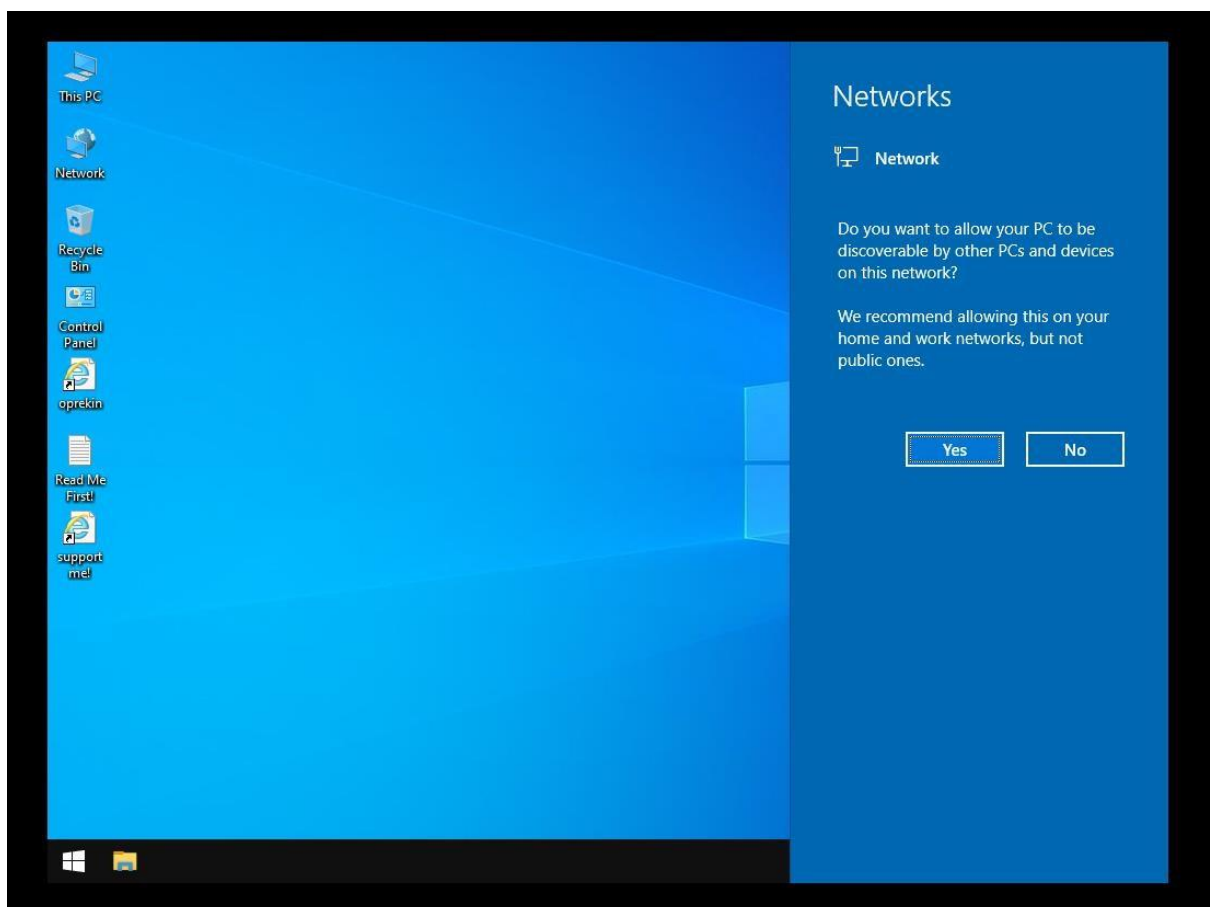 This PC
Network
Recycle
Bin
Control
Panel
oprekin
Read Me
First!
support
me!
Networks
Network
Do you want to allow your PC to be
discoverable by other PCs and devices
on this network?
We recommend allowing this on your
home and work networks, but not
public ones.
Yes
No